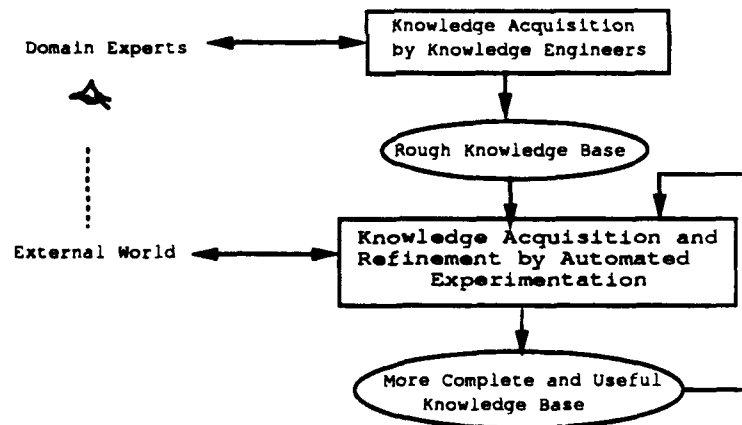 Domain Experts
Knowledge Acquisition
by Knowledge Engineers
Rough Knowledge Base
External World
Knowledge Acquisition and
Refinement by Automated
Experimentation
More Complete and Useful
Knowledge Base